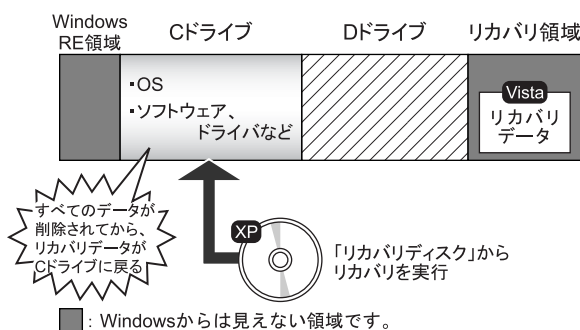 Windows
RE領域
Cドライブ
Dドライブ
リカバリ領域
・OS
・ソフトウェア、
ドライバなど
Vista
リカバリ
データ
すべてのデータが
削除されてから、
リカバリデータが
Cドライブに戻る
XP
「リカバリディスク」から
リカバリを実行
：Windowsからは見えない領域です。